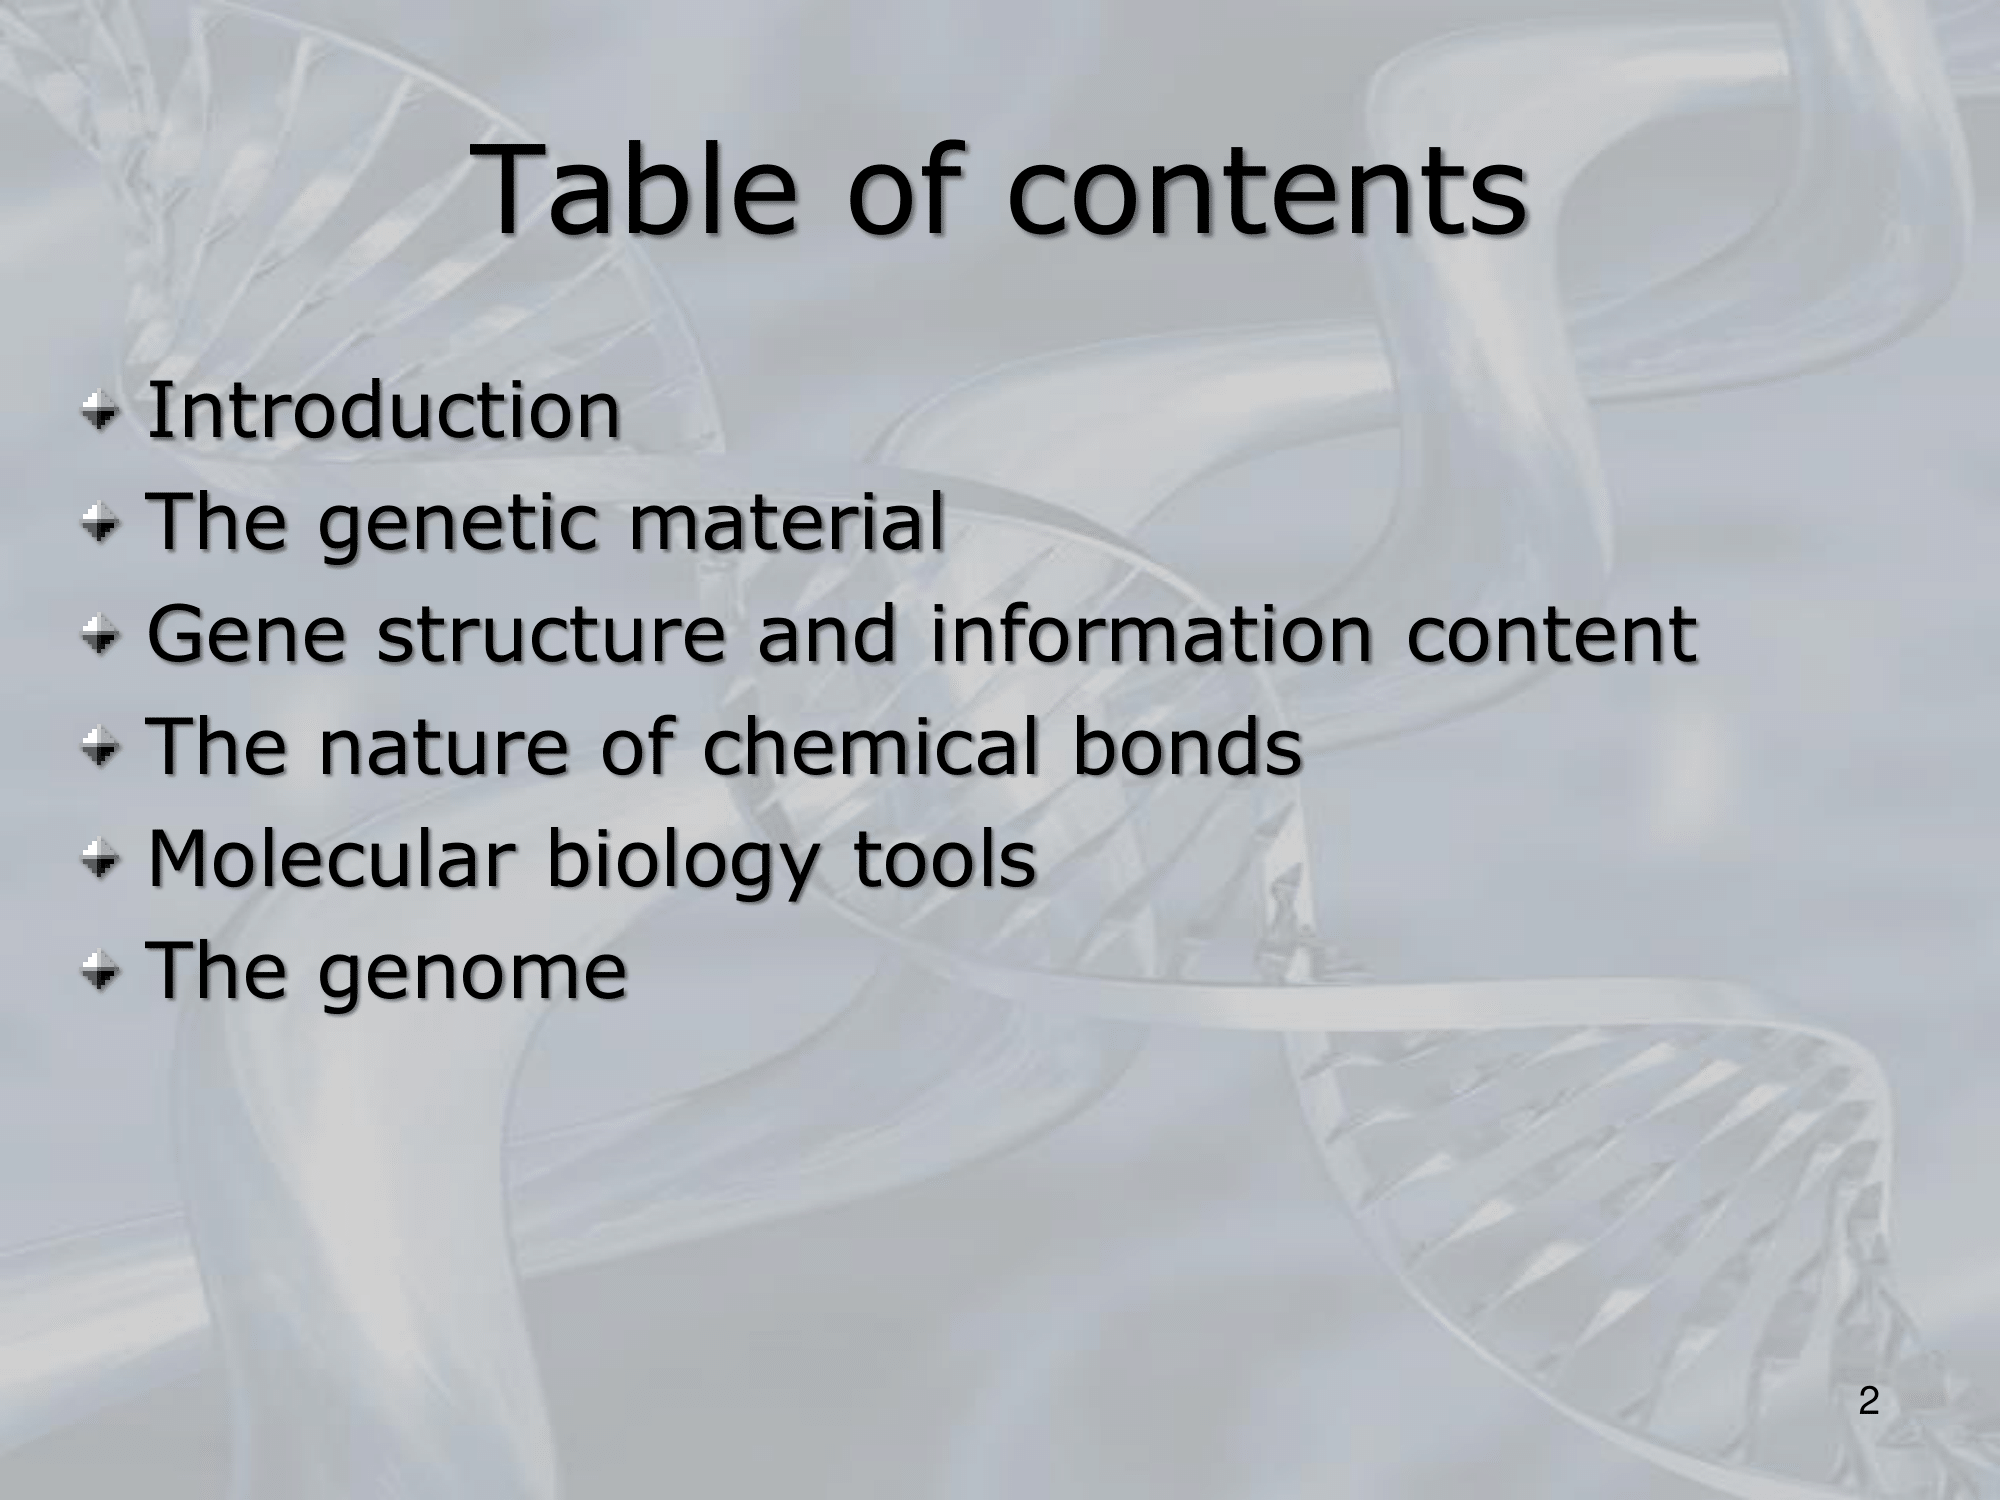 Table of contents
Introduction
The genetic material
Gene structure and information content
The nature of chemical bonds
Molecular biology tools
The genome
2